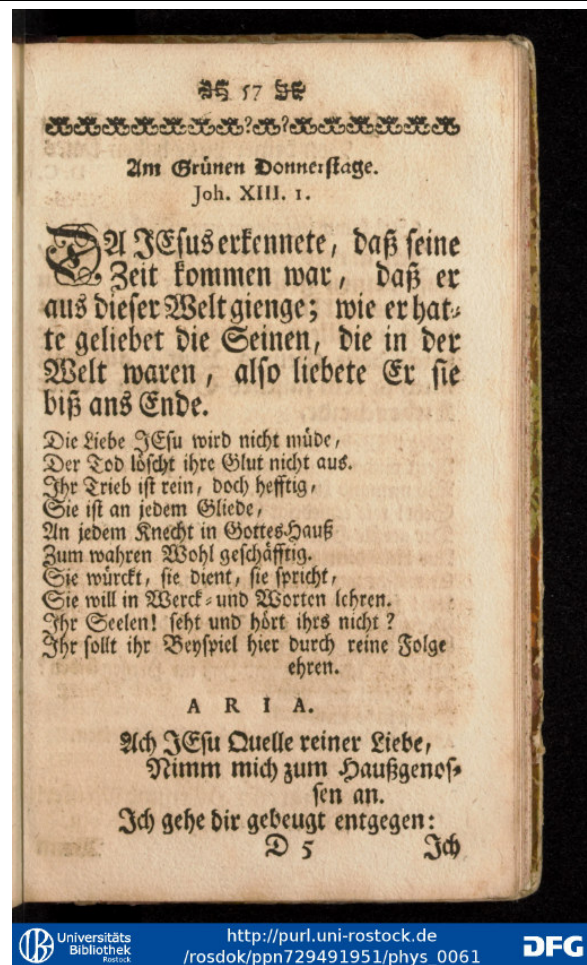 57
Am Grünen Donnerstage.
Joh. XIII. 1.
DA JEsus erkennete, daß seine
Zeit kommen war, daß er
aus dieser Welt gienge; wie er hat-
te geliebet die Seinen, die in der
Welt waren, also liebete Er sie
biß ans Ende.
Die Liebe JEsu wird nicht müde,
Der Tod löscht ihre Glut nicht aus.
Ihr Trieb ist rein, doch hefftig,
Sie ist an jedem Gliede,
An jedem Knecht in Gottes-Hauß
Zum wahren Wohl geschäfftig.
Sie würckt, sie dient, sie spricht,
Sie will in Werck- und Worten lehren.
Ihr Seelen! seht und hört ihrs nicht?
Ihr sollt ihr Beyspiel hier durch reine Folge
ehren.
ARIA.
Ach JEsu Quelle reiner Liebe,
Nimm mich zum Haußgenos-
sen an.
Ich gehe dir gebeugt entgegen:
D 5 Ich
Universitäts
Bibliothek
Rostock
http://purl.uni-rostock.de
/rosdok/ppn729491951/phys_0061
DFG